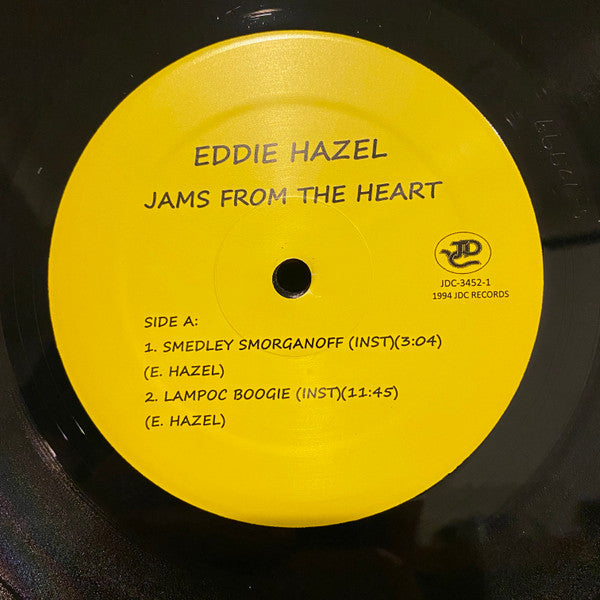 EDDIE HAZEL
JAMS FROM THE HEART
JDC
JDC-3452-1
1994 JDC RECORDS
SIDE A:
1. SMEDLEY SMORGANOFF (INST)(3:04)
(E. HAZEL)
2. LAMPOC BOOGIE (INST)(11:45)
(E. HAZEL)